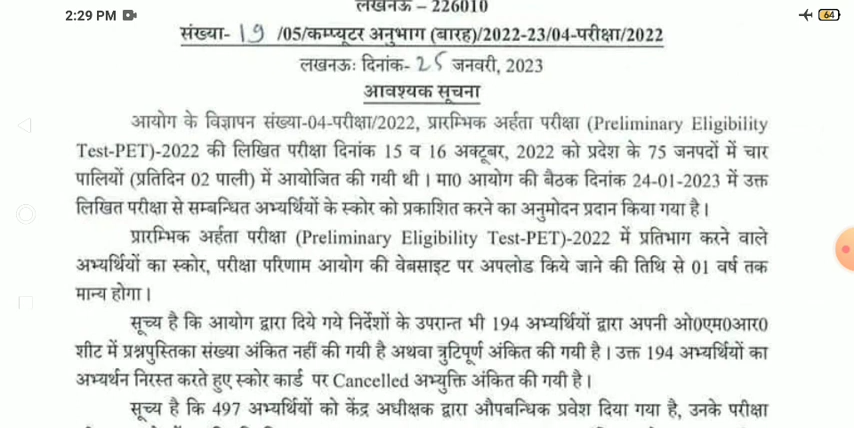 2:29 PM
64
लखनऊ – 226010
संख्या- 19 /05/कम्प्यूटर अनुभाग (बारह)/2022-23/04-परीक्षा/2022
लखनऊः दिनांक- 25 जनवरी, 2023
आवश्यक सूचना
आयोग के विज्ञापन संख्या-04-परीक्षा/2022, प्रारम्भिक अर्हता परीक्षा (Preliminary Eligibility
Test-PET)-2022 की लिखित परीक्षा दिनांक 15 व 16 अक्टूबर, 2022 को प्रदेश के 75 जनपदों में चार
पालियों (प्रतिदिन 02 पाली) में आयोजित की गयी थी। मा0 आयोग की बैठक दिनांक 24-01-2023 में उक्त
लिखित परीक्षा से सम्बन्धित अभ्यर्थियों के स्कोर को प्रकाशित करने का अनुमोदन प्रदान किया गया है।
प्रारम्भिक अर्हता परीक्षा (Preliminary Eligibility Test-PET)-2022 में प्रतिभाग करने वाले
अभ्यर्थियों का स्कोर, परीक्षा परिणाम आयोग की वेबसाइट पर अपलोड किये जाने की तिथि से 01 वर्ष तक
मान्य होगा।
सूच्य है कि आयोग द्वारा दिये गये निर्देशों के उपरान्त भी 194 अभ्यर्थियों द्वारा अपनी ओ0एम0आर0
शीट में प्रश्नपुस्तिका संख्या अंकित नहीं की गयी है अथवा त्रुटिपूर्ण अंकित की गयी है। उक्त 194 अभ्यर्थियों का
अभ्यर्थन निरस्त करते हुए स्कोर कार्ड पर Cancelled अभ्युक्ति अंकित की गयी है।
सूच्य है कि 497 अभ्यर्थियों को केंद्र अधीक्षक द्वारा औपबन्धिक प्रवेश दिया गया है, उनके परीक्षा